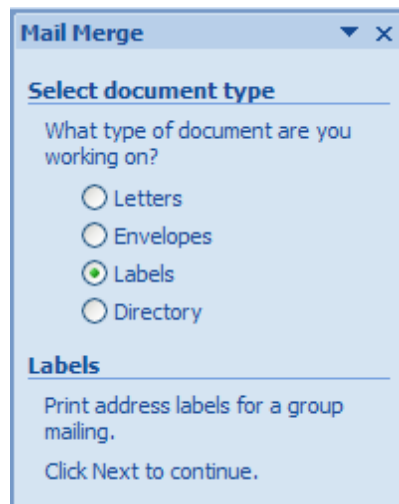 Mail Merge
Select document type
What type of document are you
working on?
Letters
Envelopes
Labels
Directory
Labels
Print address labels for a group
mailing.
Click Next to continue.